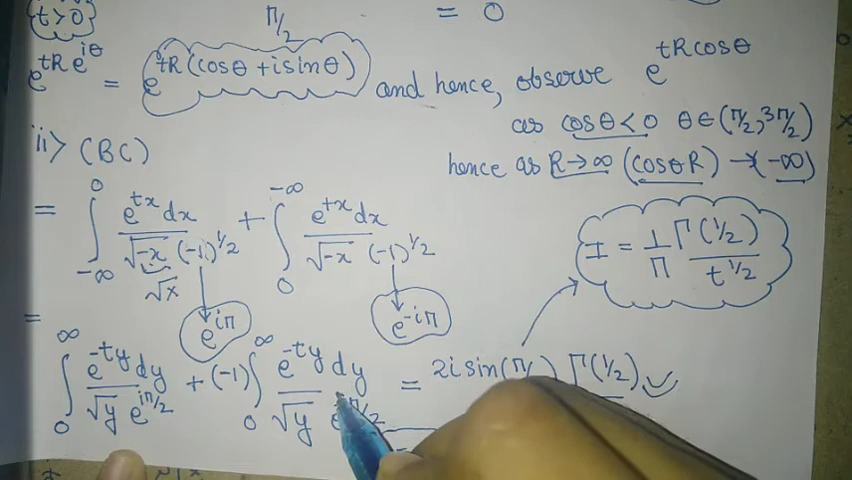 t>0
π/2
= 0
e^{tRe^{iθ}} = e^{tR(cosθ + isinθ)} and hence, observe e^{tRcosθ}
as cosθ<0 θ∈(π/2, 3π/2)
ii> (BC)
hence as R→∞ (cosθR) → (-∞)
= ∫_{-∞}^{0} e^{tx}dx / √-x (-1)^{1/2} + ∫_{0}^{-∞} e^{tx}dx / √-x (-1)^{1/2}
I = 1/π Γ(1/2) / t^{1/2}
√x
e^{iπ}
e^{-iπ}
= ∫_{0}^{∞} e^{-ty}dy / √y e^{iπ/2} + (-1) ∫_{0}^{∞} e^{-ty}dy / √y = 2i sin(π/ Γ(1/2)